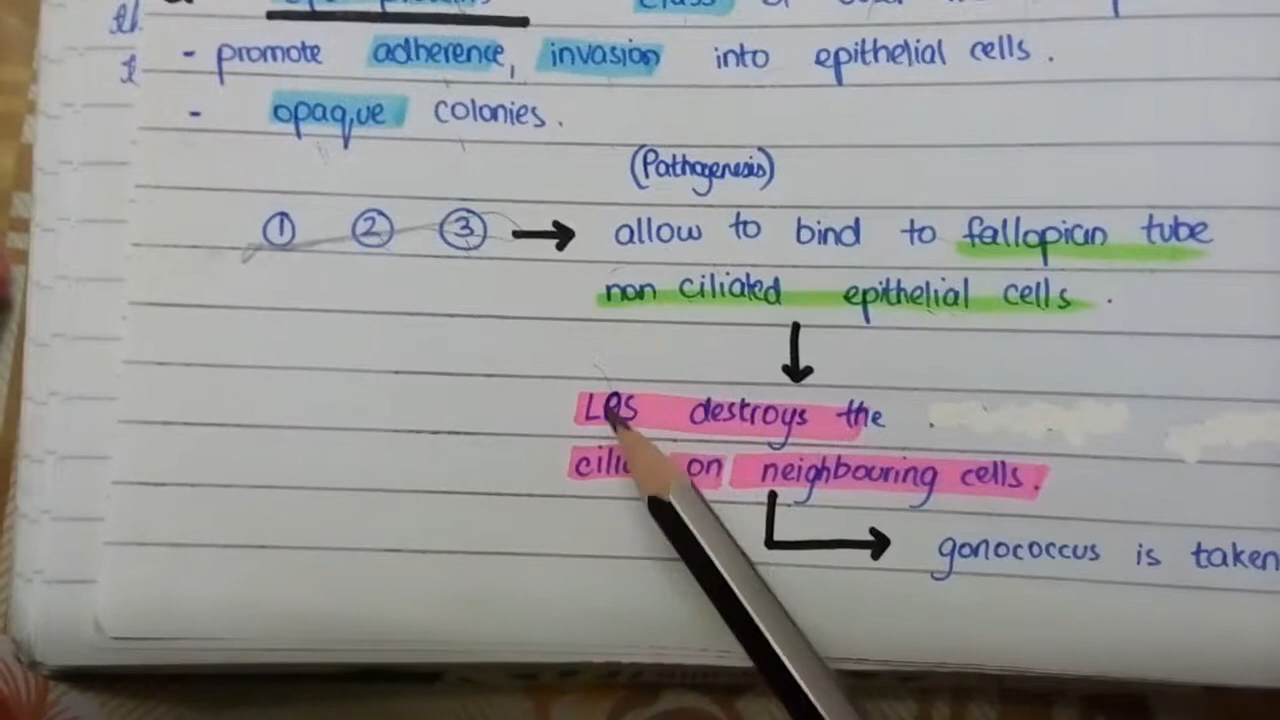 - promote adherence, invasion into epithelial cells.
- opaque colonies.
(Pathogenesis)
① ② ③ → allow to bind to fallopian tube
non ciliated epithelial cells.
↓
destroys the
on neighbouring cells.
→ gonococcus is taken